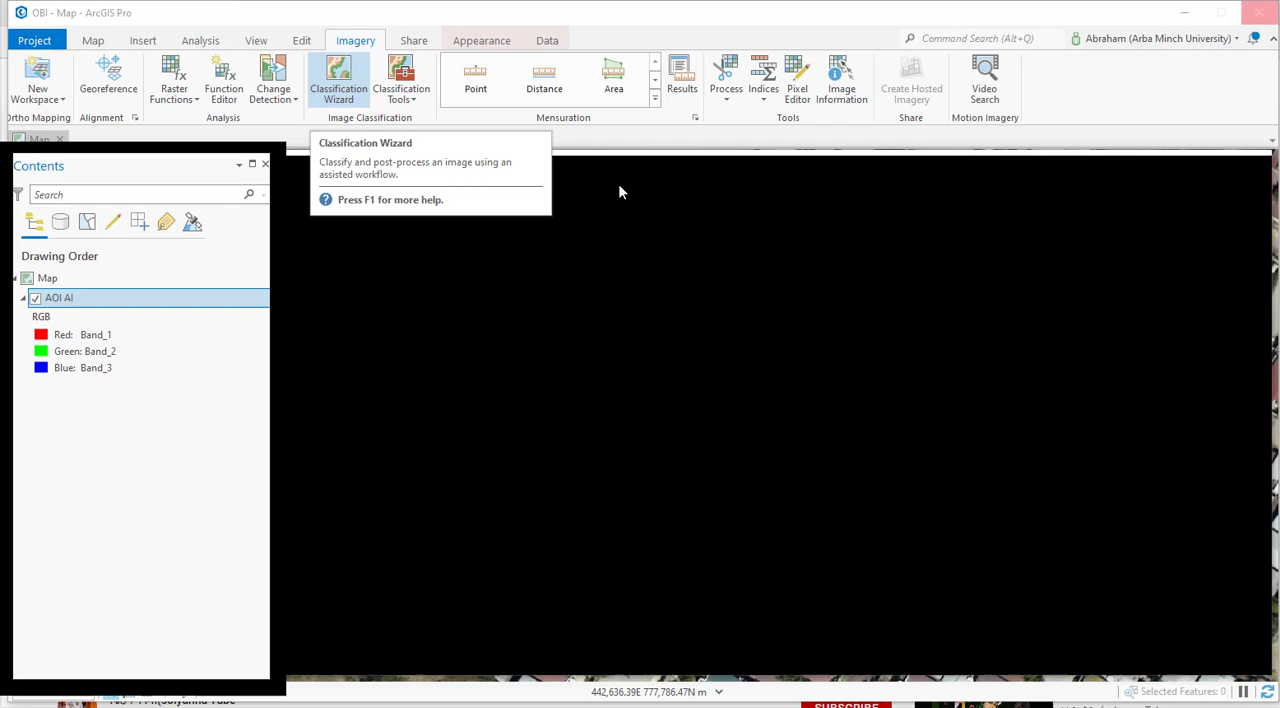 OBI - Map - ArcGIS Pro
Project Map Insert Analysis View Edit Imagery Share Appearance Data
Command Search (Alt+Q)
Abraham (Arba Minch University)
New Workspace
Georeference
Raster Functions
Function Editor
Change Detection
Classification Wizard
Classification Tools
Point
Distance
Area
Results
Process
Indices
Pixel Editor
Image Information
Create Hosted Imagery
Video Search
Ortho Mapping Alignment Analysis Image Classification Mensuration Tools Share Motion Imagery
Map
Classification Wizard
Classify and post-process an image using an
assisted workflow.
Press F1 for more help.
Contents
Search
Drawing Order
Map
AOI AI
RGB
Red: Band_1
Green: Band_2
Blue: Band_3
442,636.39E 777,786.47N m
Selected Features: 0
SUBSCRIBE